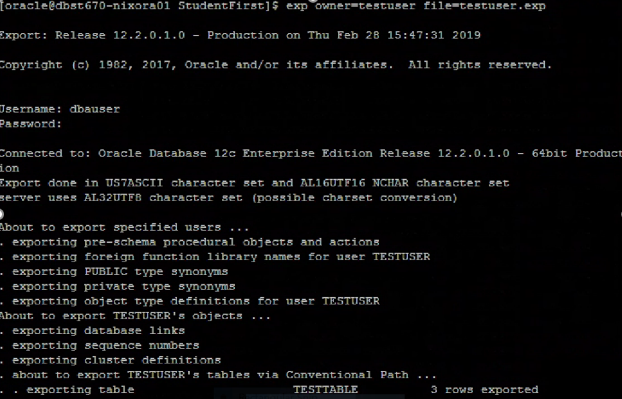 [oracle@dbst670-nixora01 StudentFirst]$ exp owner=testuser file=testuser.exp
Export: Release 12.2.0.1.0 - Production on Thu Feb 28 15:47:31 2019
Copyright (c) 1982, 2017, Oracle and/or its affiliates.  All rights reserved.
Username: dbauser
Password:
Connected to: Oracle Database 12c Enterprise Edition Release 12.2.0.1.0 - 64bit Product
ion
Export done in US7ASCII character set and AL16UTF16 NCHAR character set
server uses AL32UTF8 character set (possible charset conversion)
About to export specified users ...
. exporting pre-schema procedural objects and actions
. exporting foreign function library names for user TESTUSER
. exporting PUBLIC type synonyms
. exporting private type synonyms
. exporting object type definitions for user TESTUSER
About to export TESTUSER's objects ...
. exporting database links
. exporting sequence numbers
. exporting cluster definitions
. about to export TESTUSER's tables via Conventional Path ...
. . exporting table                      TESTTABLE          3 rows exported